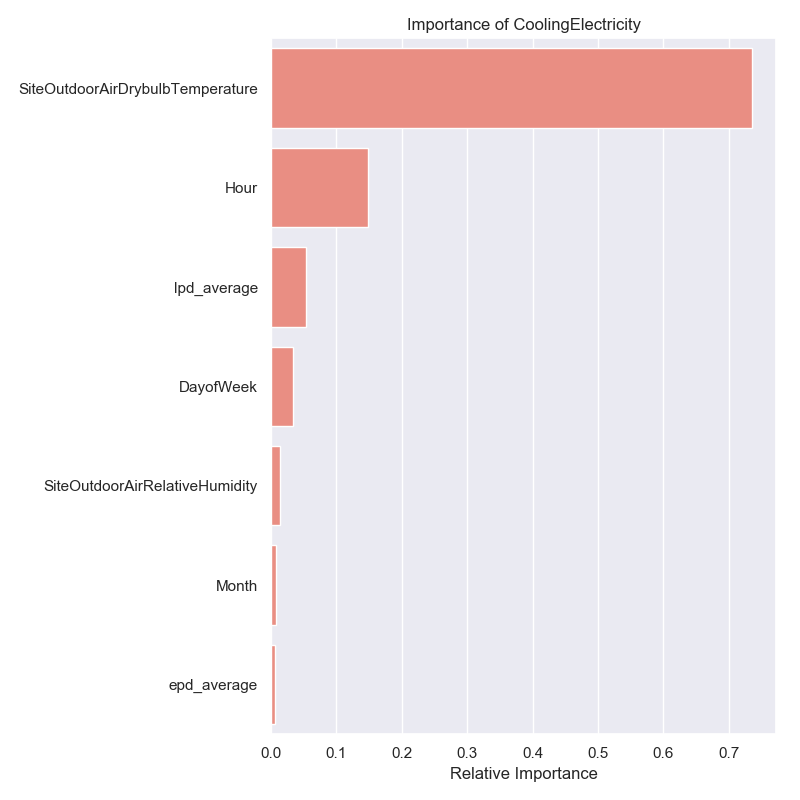 Importance of CoolingElectricity
SiteOutdoorAirDrybulbTemperature
Hour
lpd_average
DayofWeek
SiteOutdoorAirRelativeHumidity
Month
epd_average
0.0 0.1 0.2 0.3 0.4 0.5 0.6 0.7
Relative Importance